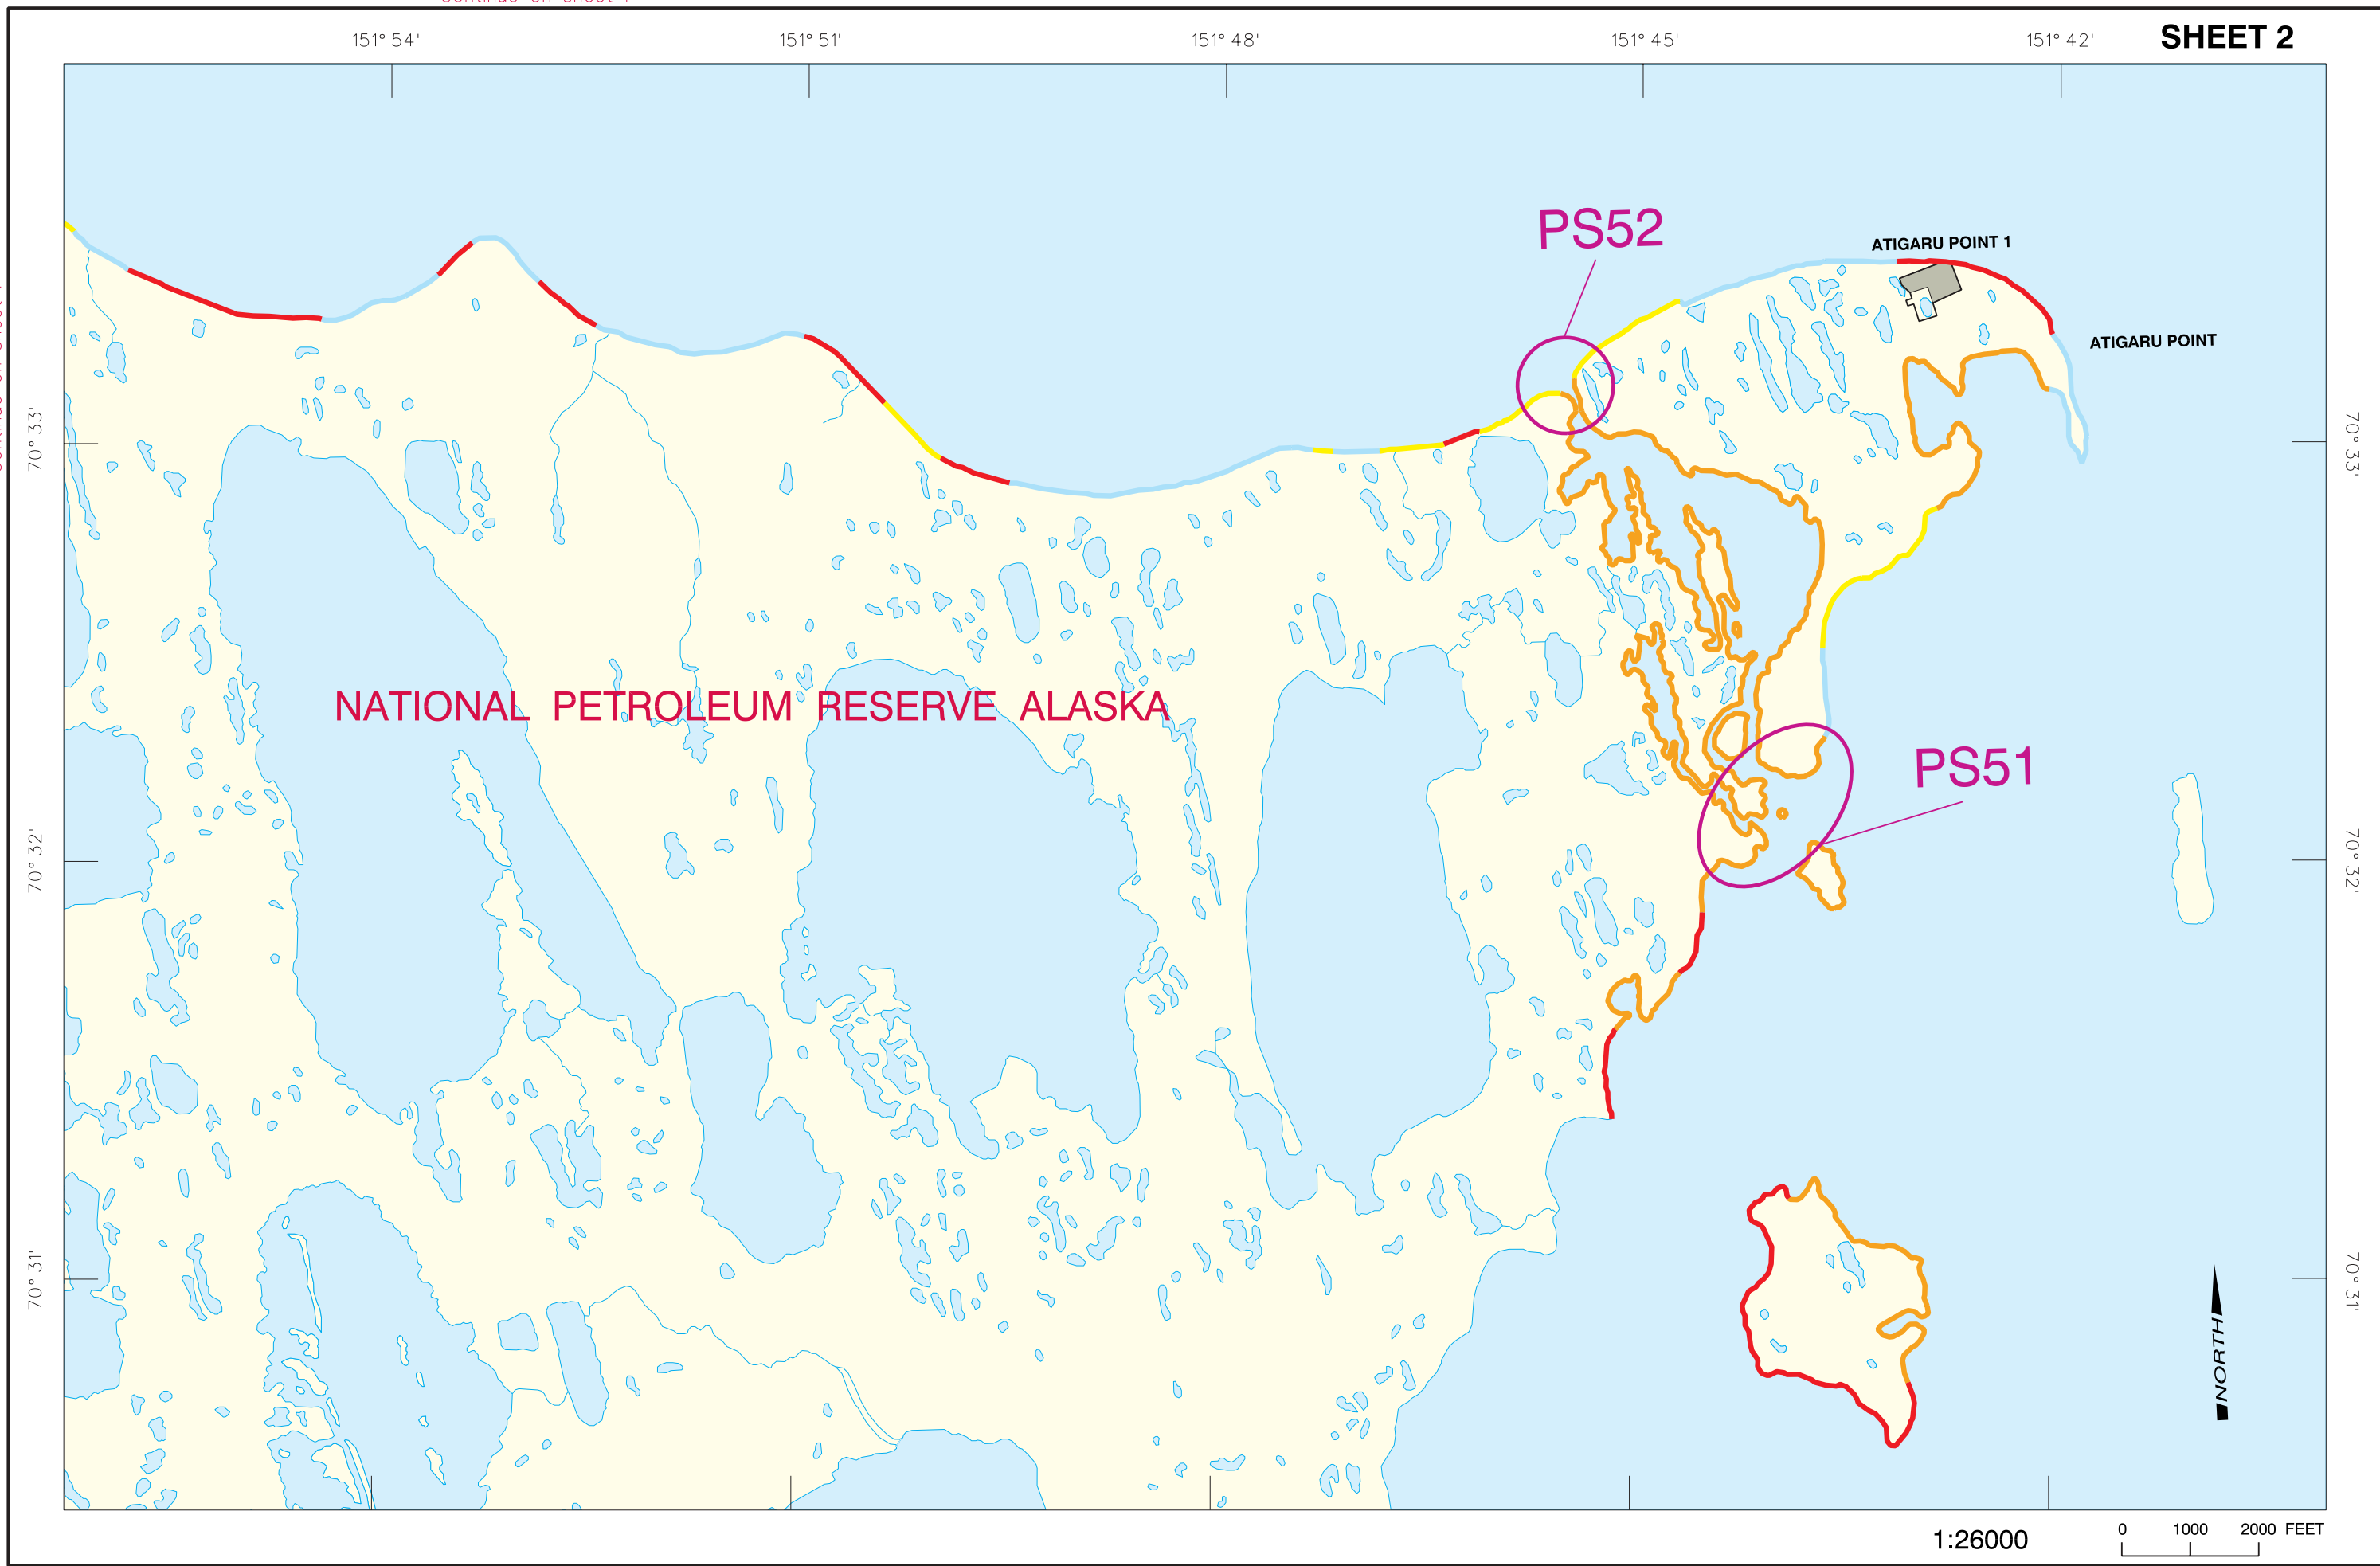 SHEET 2
151° 54'
151° 51'
151° 48'
151° 45'
151° 42'
PS52
ATIGARU POINT 1
ATIGARU POINT
70° 33'
70° 33'
NATIONAL PETROLEUM RESERVE ALASKA
PS51
70° 32'
70° 32'
70° 31'
70° 31'
NORTH
1:26000
0 1000 2000 FEET